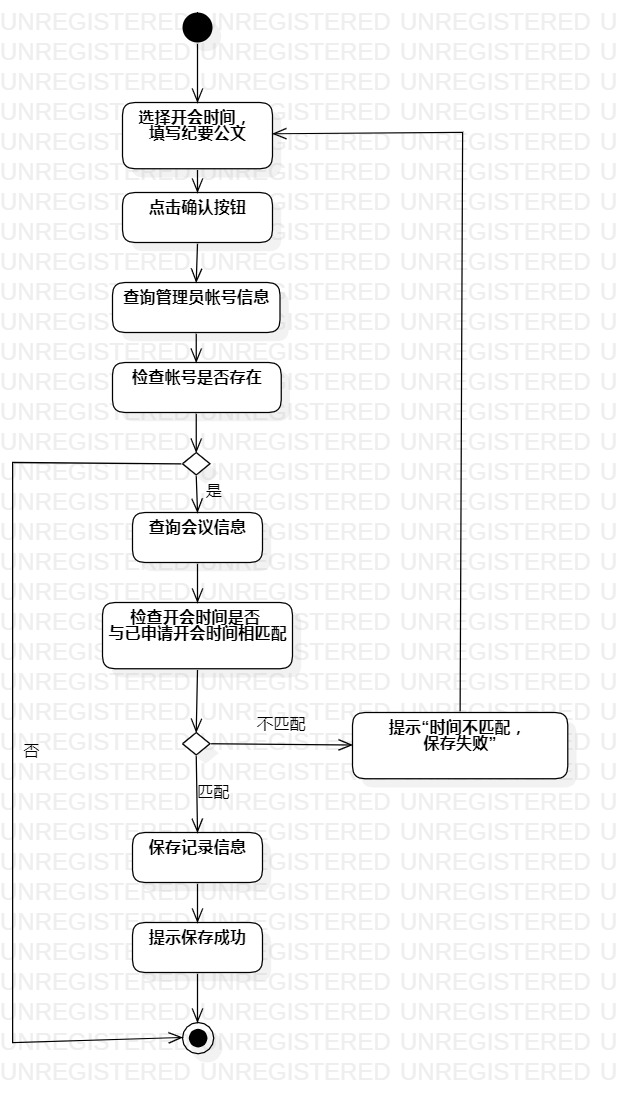 选择开会时间，
填写纪要公文
点击确认按钮
查询管理员帐号信息
检查帐号是否存在
是
查询会议信息
检查开会时间是否
与已申请开会时间相匹配
不匹配
提示“时间不匹配，
保存失败”
否
匹配
保存记录信息
提示保存成功
UNREGISTERED